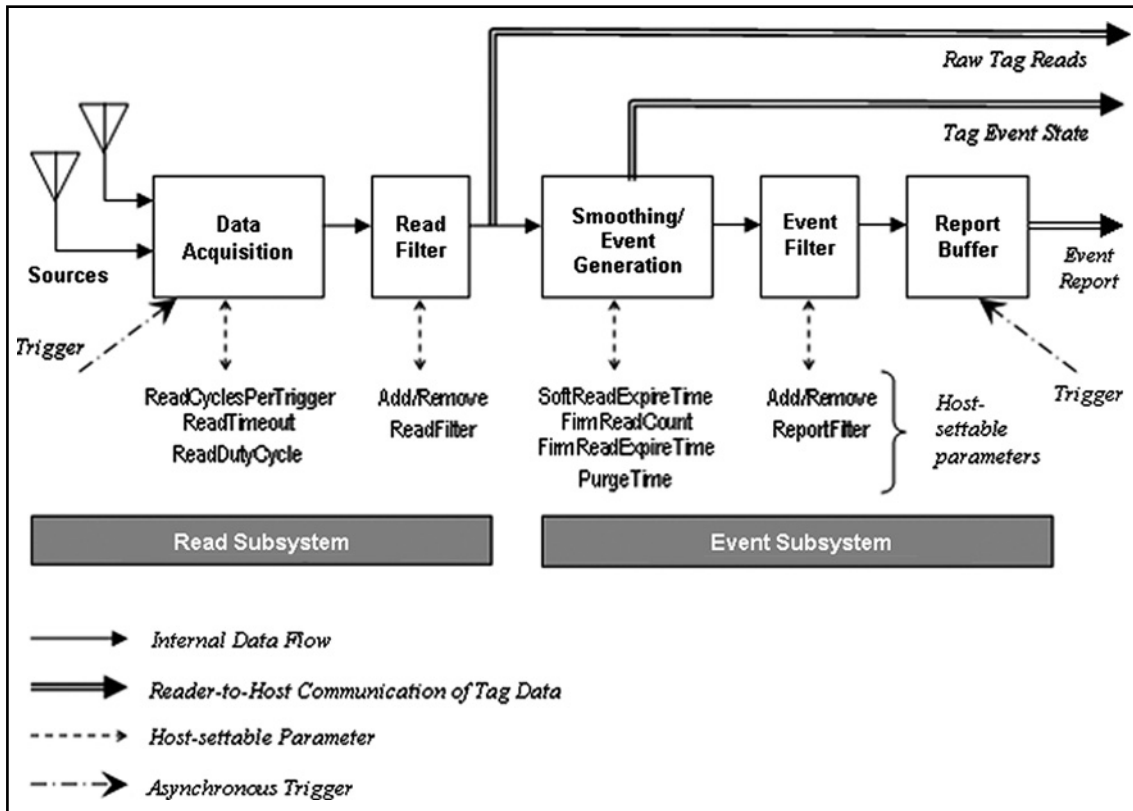 Raw Tag Reads
Tag Event State
Data
Acquisition
Read
Filter
Smoothing/
Event
Generation
Event
Filter
Report
Buffer
Sources
Event
Report
Trigger
Trigger
ReadCyclesPerTrigger
ReadTimeout
ReadDutyCycle
Add/Remove
ReadFilter
SoftReadExpireTime
FirmReadCount
FirmReadExpireTime
PurgeTime
Add/Remove
ReportFilter
Host-
settable
parameters
Read Subsystem
Event Subsystem
Internal Data Flow
Reader-to-Host Communication of Tag Data
Host-settable Parameter
Asynchronous Trigger